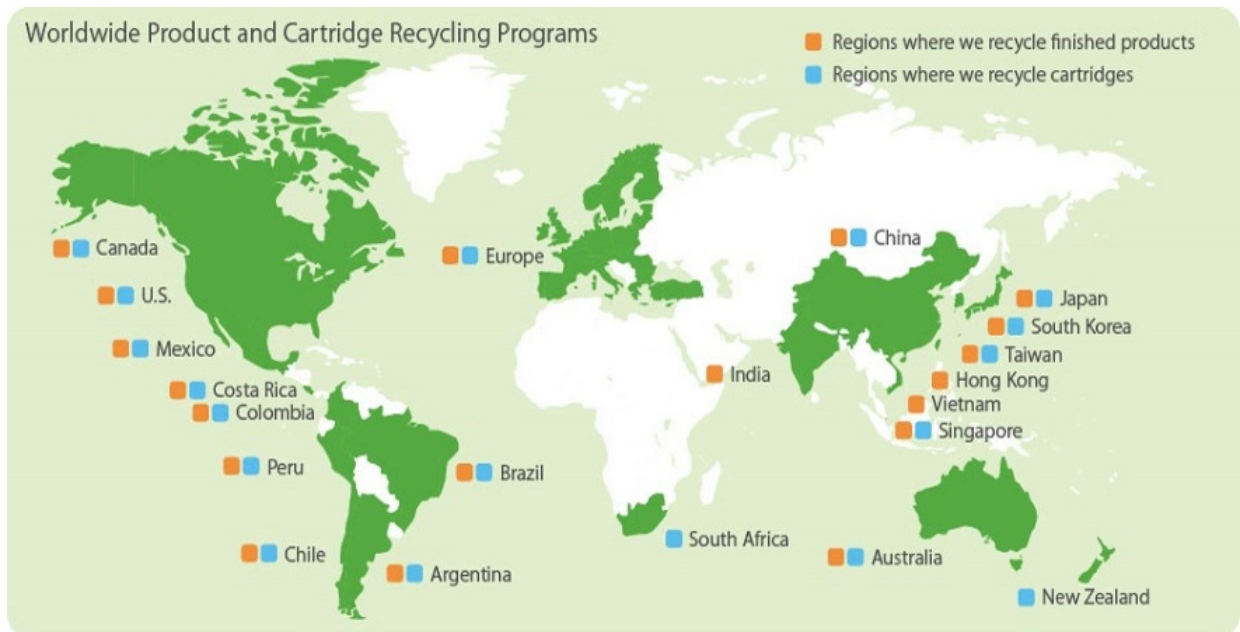 Worldwide Product and Cartridge Recycling Programs
Regions where we recycle finished products
Regions where we recycle cartridges
Canada
U.S.
Mexico
Costa Rica
Colombia
Peru
Brazil
Chile
Argentina
Europe
South Africa
India
China
Japan
South Korea
Taiwan
Hong Kong
Vietnam
Singapore
Australia
New Zealand